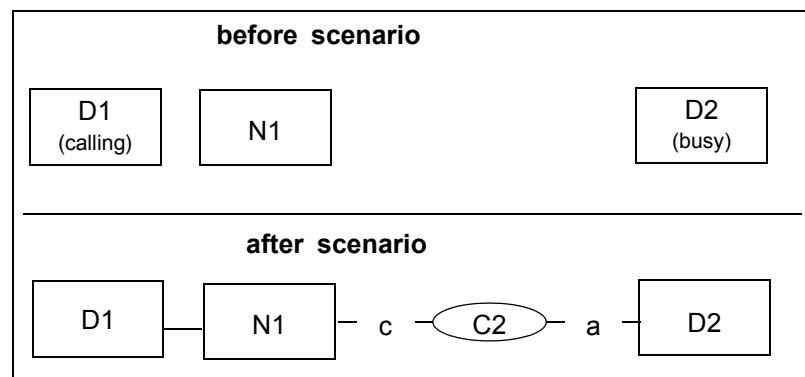 before scenario
D1 N1 D2
(calling) (busy)
after scenario
D1 N1 c C2 a D2